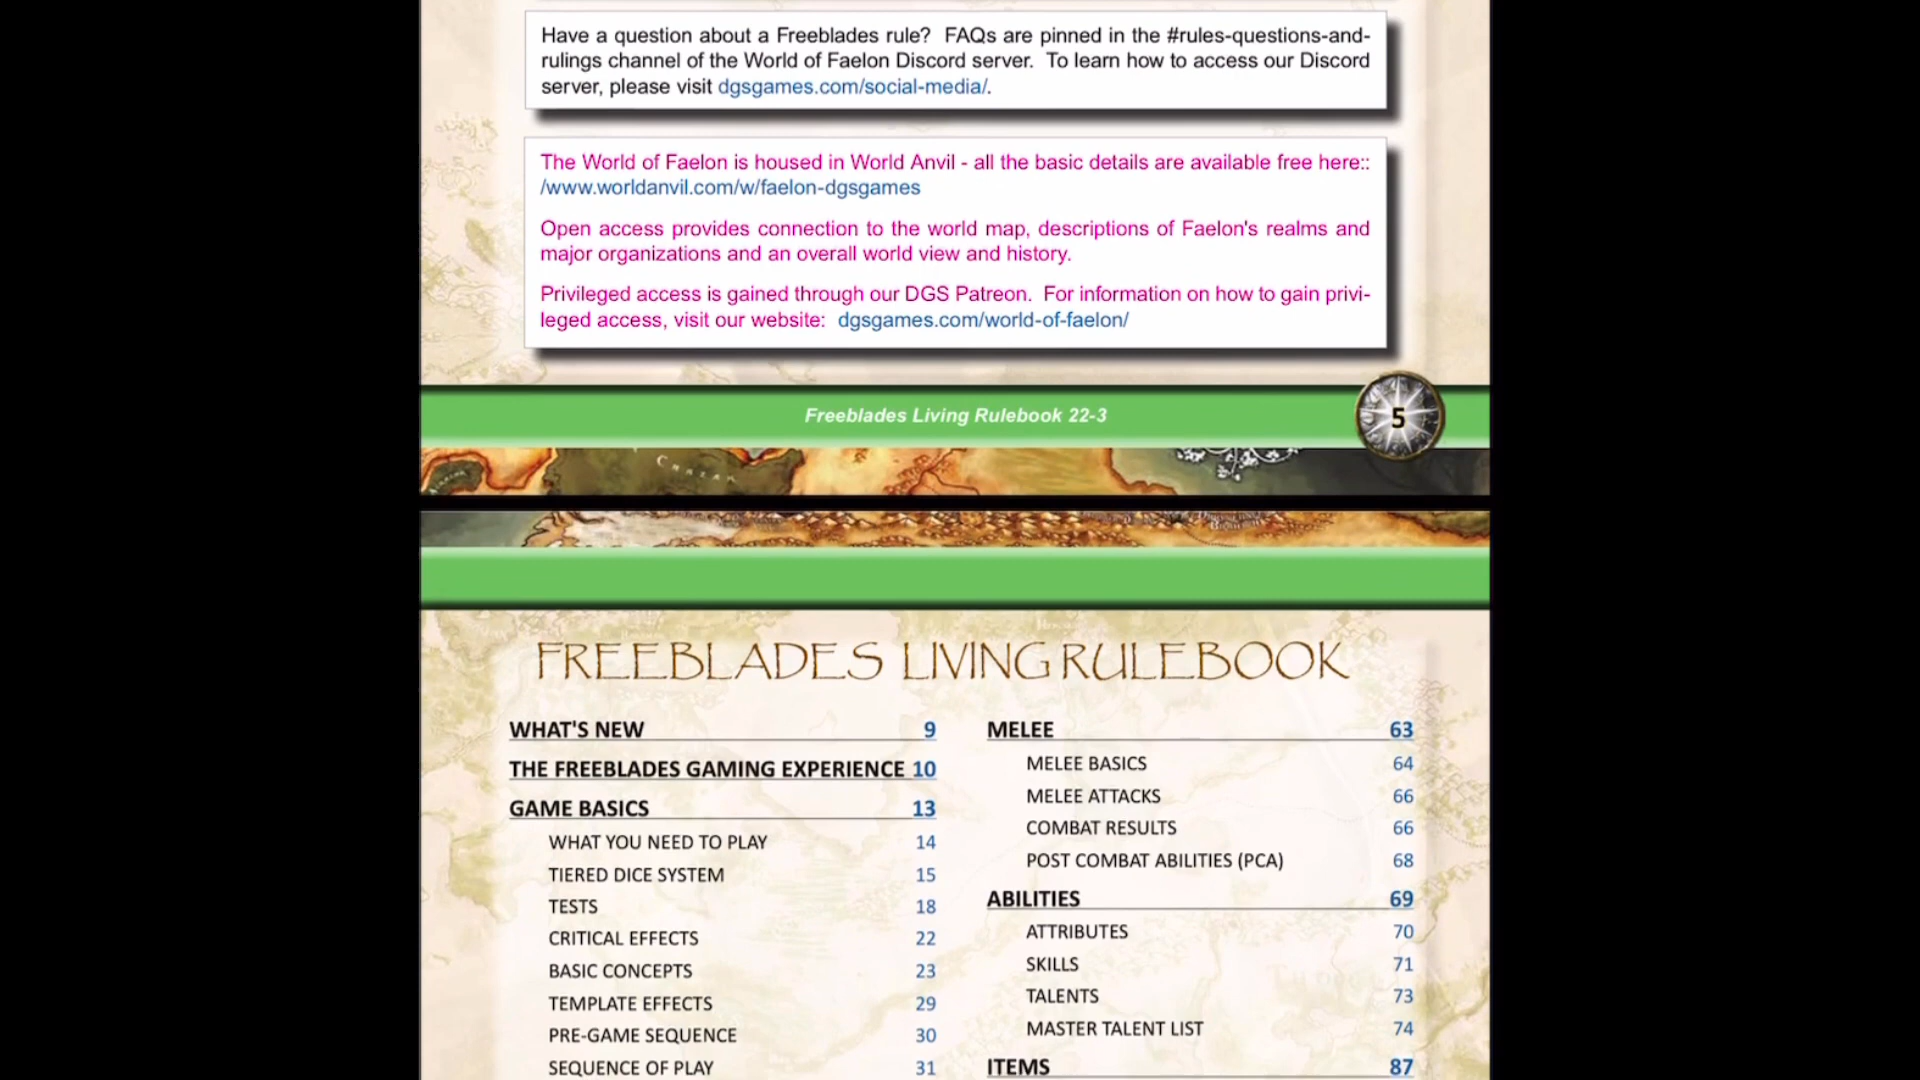 Have a question about a Freeblades rule? FAQs are pinned in the #rules-questions-and-
rulings channel of the World of Faelon Discord server. To learn how to access our Discord
server, please visit dgsgames.com/social-media/.
The World of Faelon is housed in World Anvil - all the basic details are available free here::
/www.worldanvil.com/w/faelon-dgsgames
Open access provides connection to the world map, descriptions of Faelon's realms and
major organizations and an overall world view and history.
Privileged access is gained through our DGS Patreon. For information on how to gain privi-
leged access, visit our website: dgsgames.com/world-of-faelon/
Freeblades Living Rulebook 22-3
5
FREEBLADES LIVING RULEBOOK
WHAT'S NEW 9
THE FREEBLADES GAMING EXPERIENCE 10
GAME BASICS 13
WHAT YOU NEED TO PLAY 14
TIERED DICE SYSTEM 15
TESTS 18
CRITICAL EFFECTS 22
BASIC CONCEPTS 23
TEMPLATE EFFECTS 29
PRE-GAME SEQUENCE 30
SEQUENCE OF PLAY 31
MELEE 63
MELEE BASICS 64
MELEE ATTACKS 66
COMBAT RESULTS 66
POST COMBAT ABILITIES (PCA) 68
ABILITIES 69
ATTRIBUTES 70
SKILLS 71
TALENTS 73
MASTER TALENT LIST 74
ITEMS 87